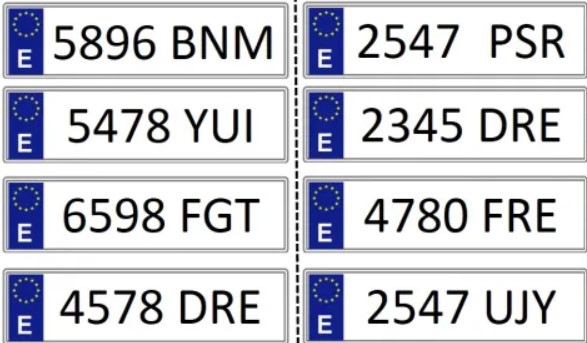 E 5896 BNM
E 2547 PSR
E 5478 YUI
E 2345 DRE
E 6598 FGT
E 4780 FRE
E 4578 DRE
E 2547 UJY